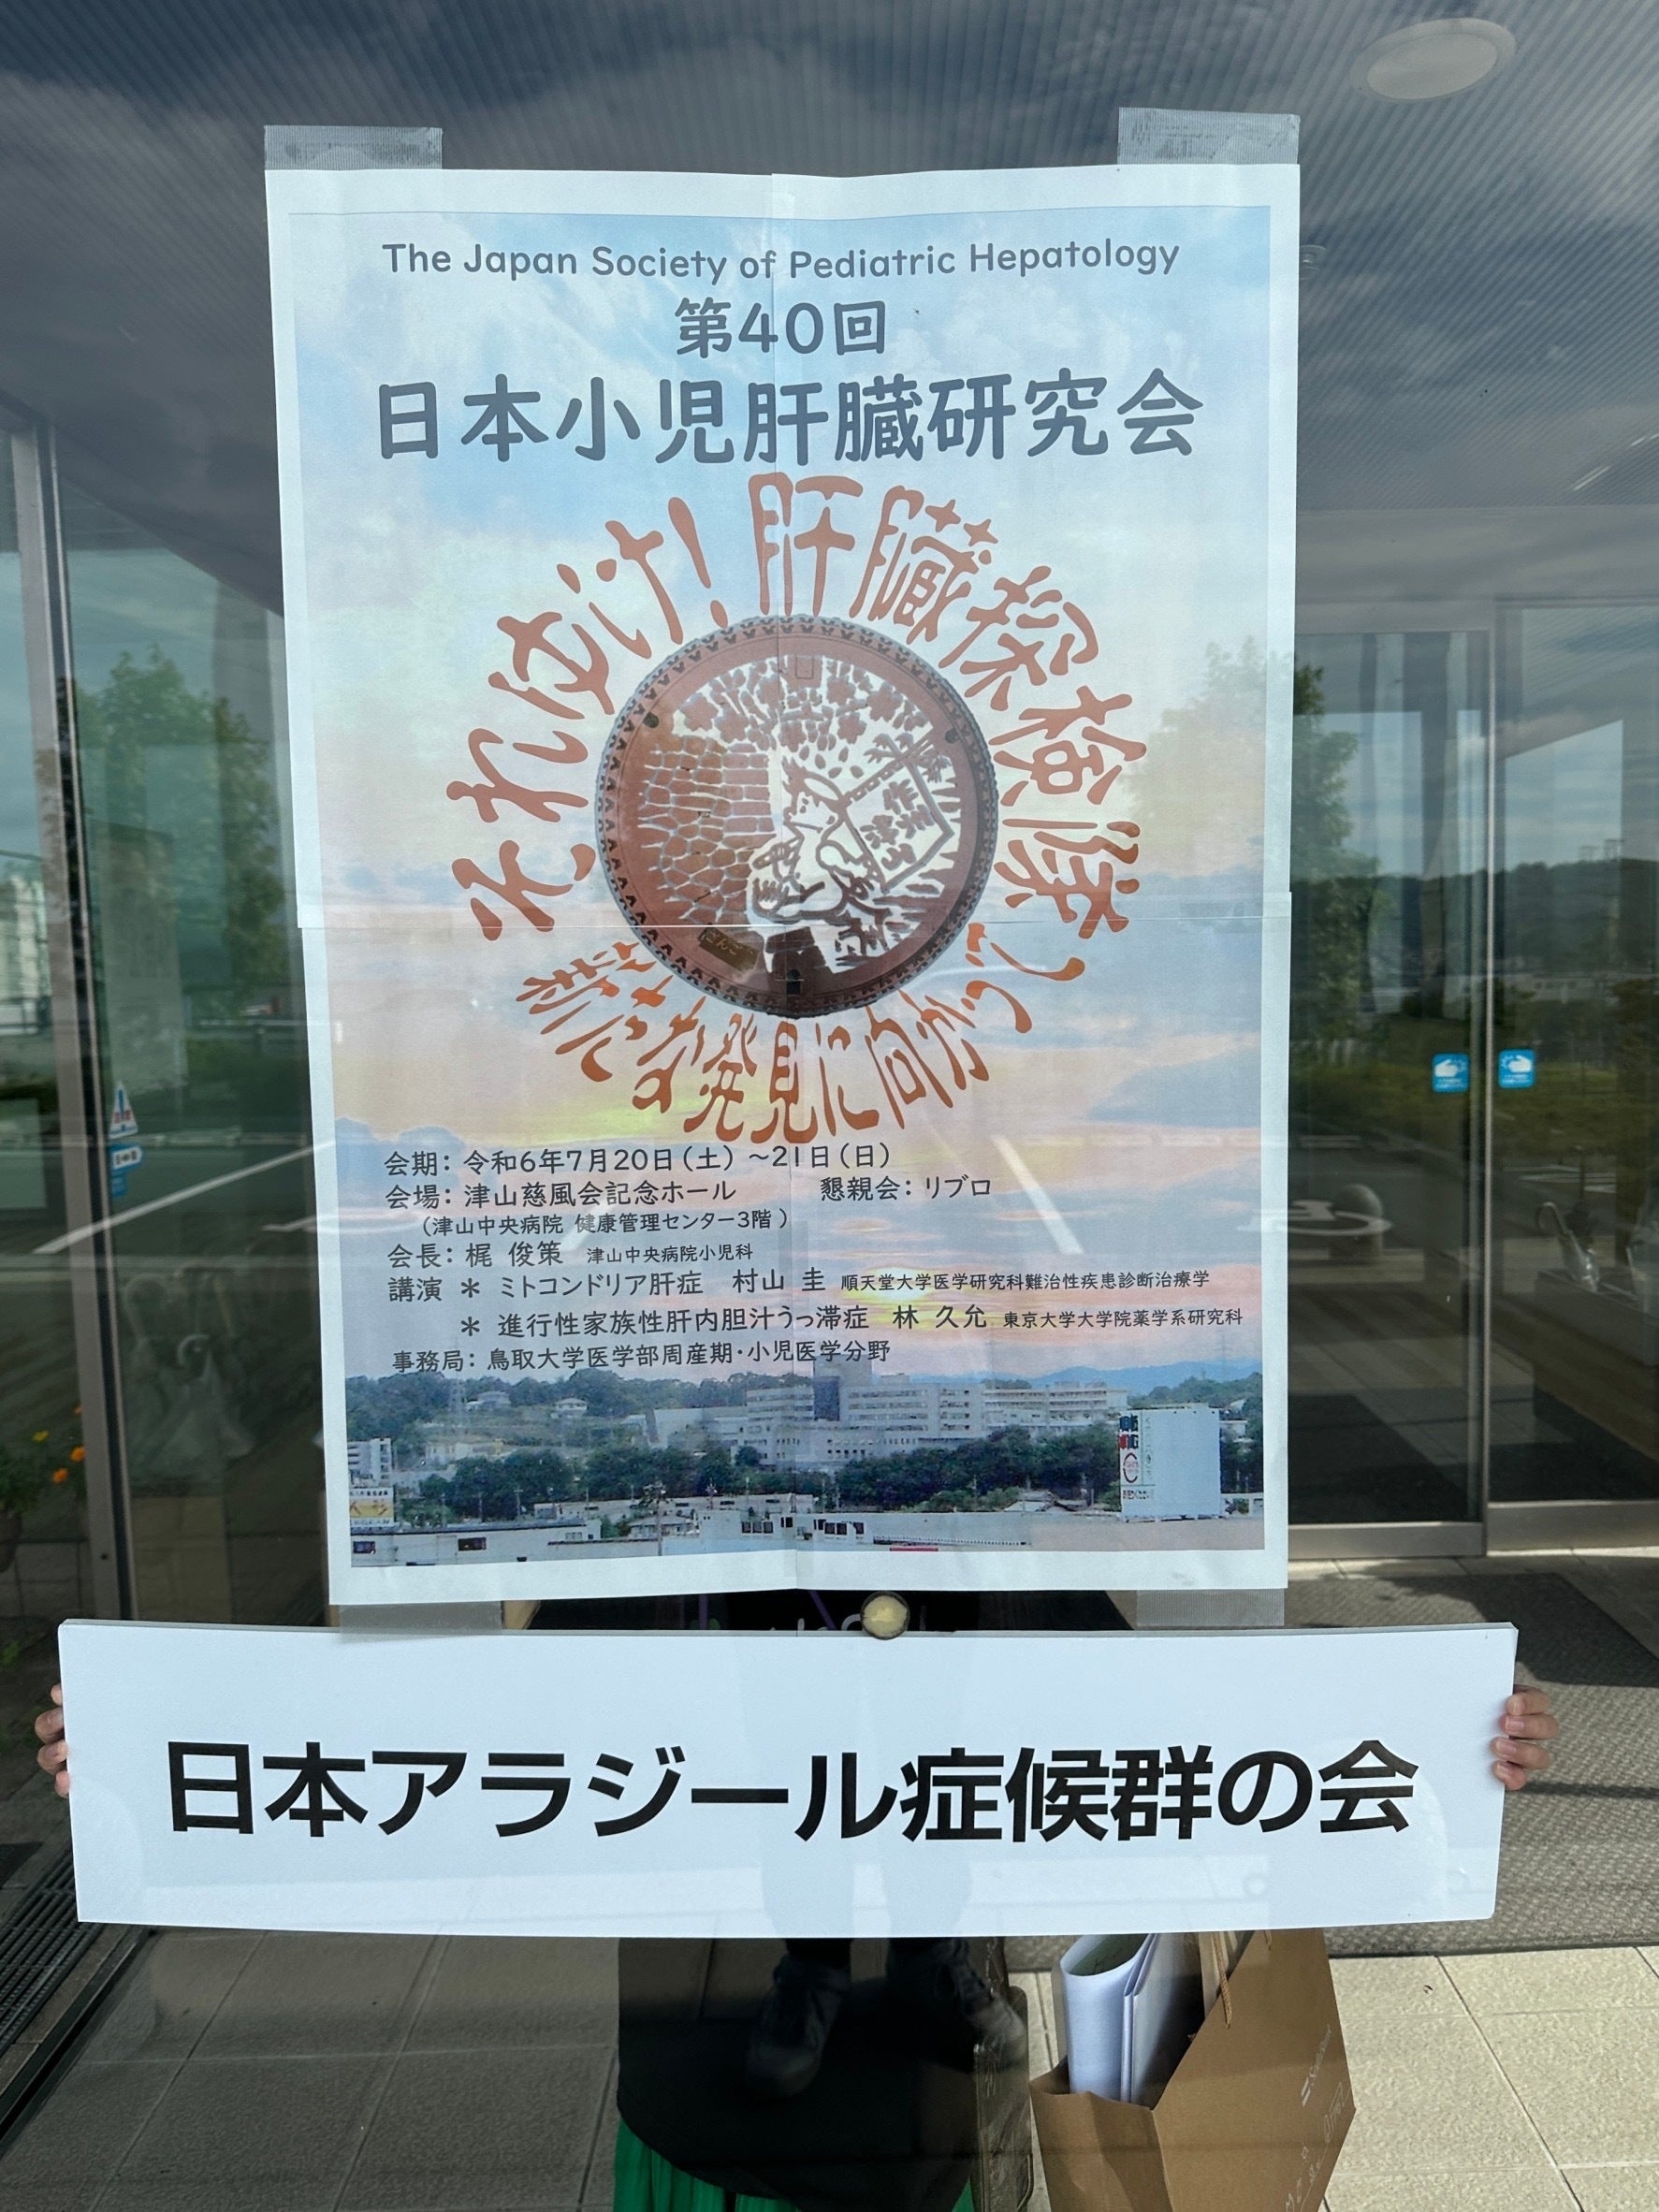 The Japan Society of Pediatric Hepatology
第40回
日本小児肝臓研究会
それゆけ！肝臓探検隊
新たな発見に向かって
作州
津山
ごんご
会期：令和6年7月20日（土）～21日（日）
会場：津山慈風会記念ホール 懇親会：リブロ
（津山中央病院 健康管理センター3階）
会長：梶 俊策 津山中央病院小児科
講演 ＊ ミトコンドリア肝症 村山 圭 順天堂大学医学研究科難治性疾患診断治療学
＊ 進行性家族性肝内胆汁うっ滞症 林 久允 東京大学大学院薬学系研究科
事務局：鳥取大学医学部周産期・小児医学分野
日本アラジール症候群の会